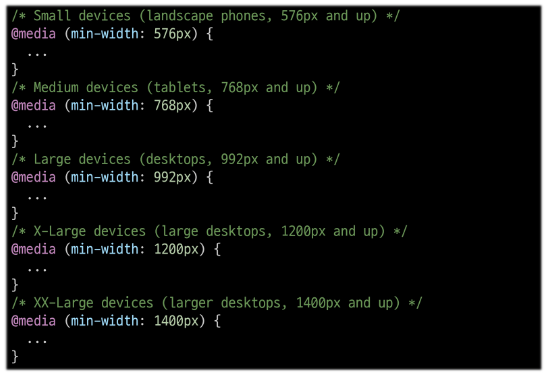 /* Small devices (landscape phones, 576px and up) */
@media (min-width: 576px) {
  ...
}
/* Medium devices (tablets, 768px and up) */
@media (min-width: 768px) {
  ...
}
/* Large devices (desktops, 992px and up) */
@media (min-width: 992px) {
  ...
}
/* X-Large devices (large desktops, 1200px and up) */
@media (min-width: 1200px) {
  ...
}
/* XX-Large devices (larger desktops, 1400px and up) */
@media (min-width: 1400px) {
  ...
}